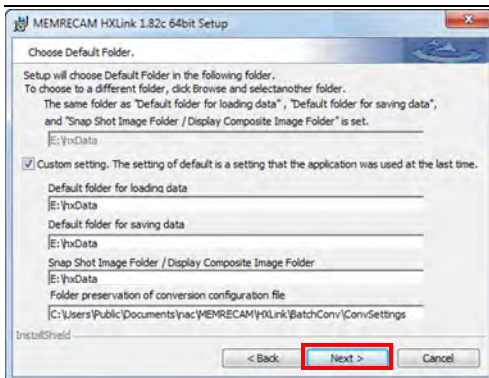 MEMRECAM HXLink 1.82c 64bit Setup
Choose Default Folder.
Setup will choose Default Folder in the following folder.
To choose to a different folder, click Browse and selectanother folder.
The same folder as "Default folder for loading data" , "Default folder for saving data",
and "Snap Shot Image Folder / Display Composite Image Folder" is set.
E:\hxData
Custom setting. The setting of default is a setting that the application was used at the last time.
Default folder for loading data
E:\hxData
Default folder for saving data
E:\hxData
Snap Shot Image Folder / Display Composite Image Folder
E:\hxData
Folder preservation of conversion configuration file
C:\Users\Public\Documents\nac\MEMRECAM\HXLink\BatchConv\ConvSettings
InstallShield
< Back Next > Cancel